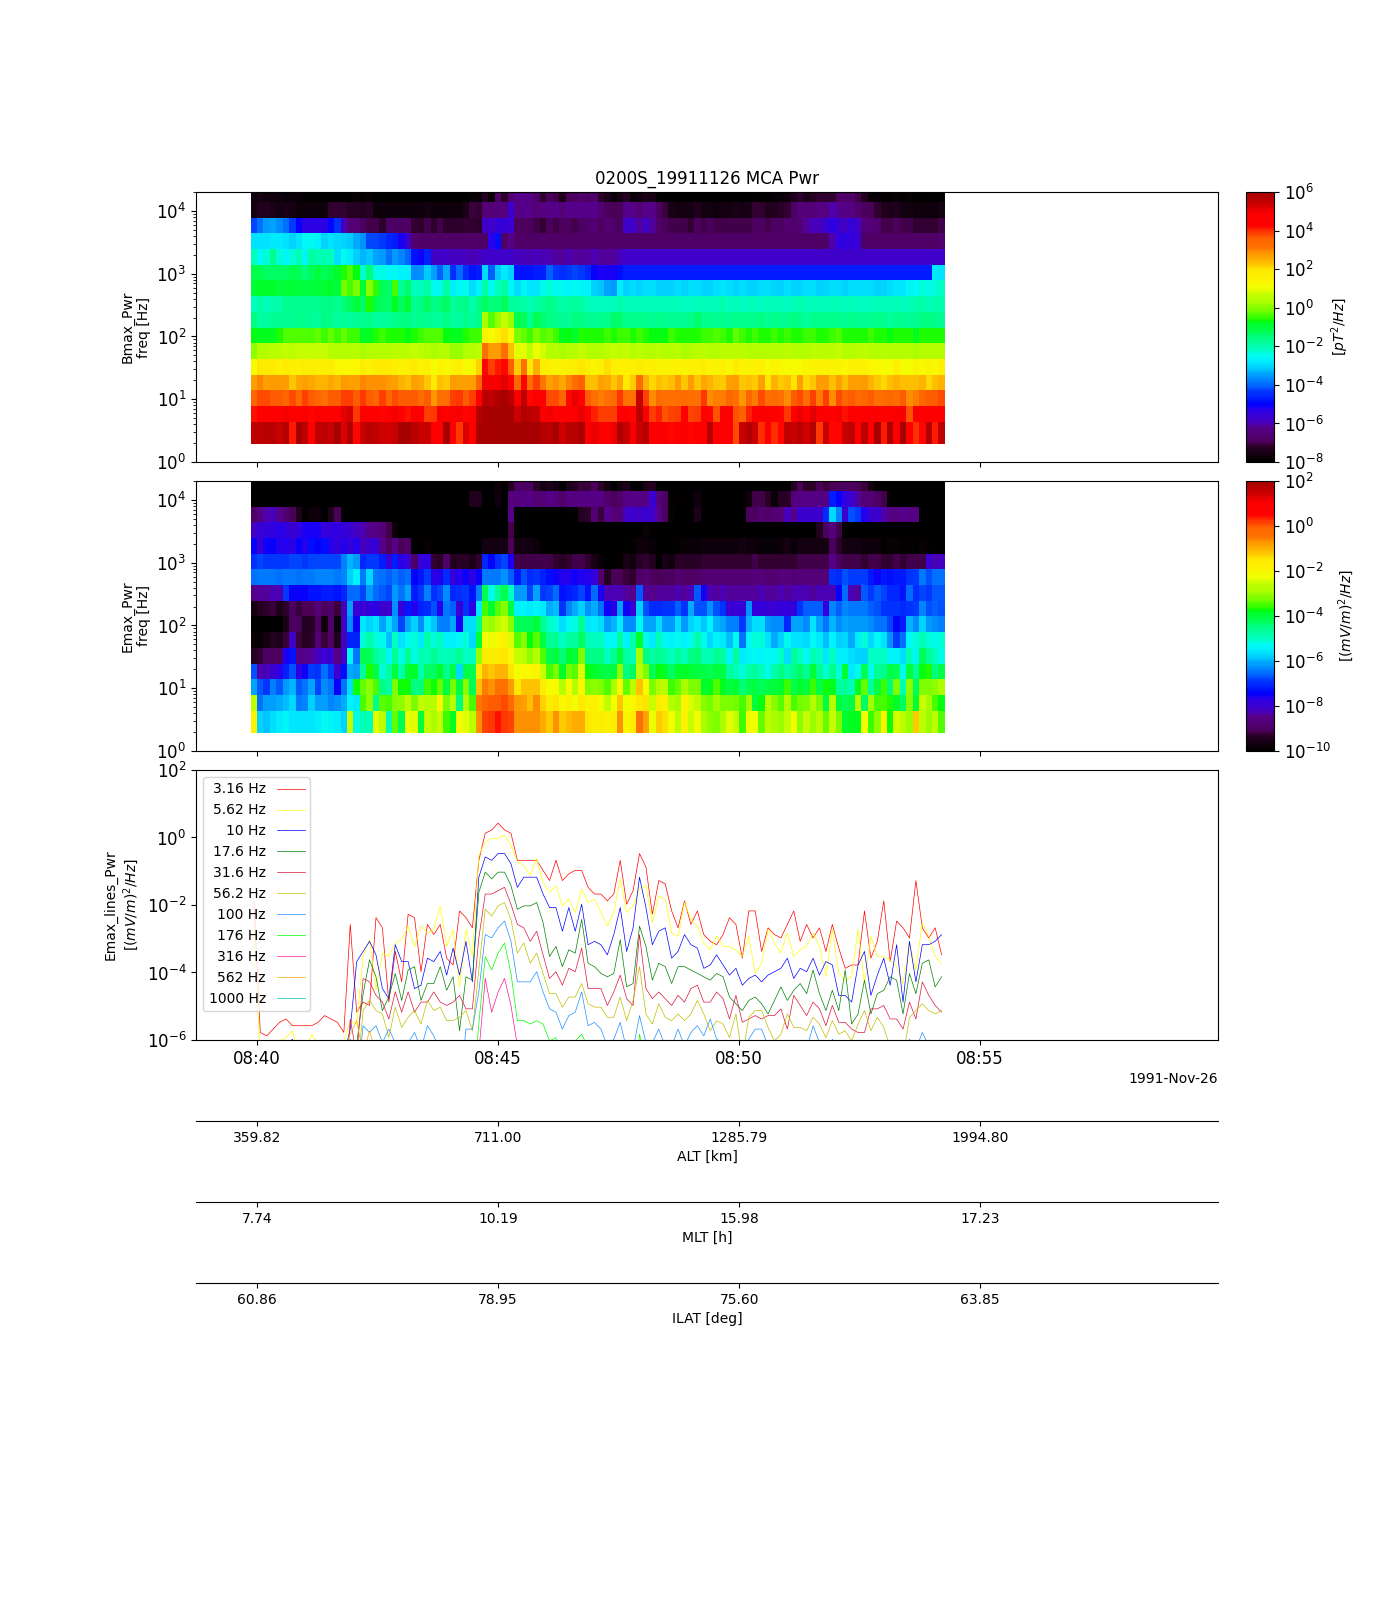 0200S_19911126 MCA Pwr
10^4
10^3
10^2
10^1
10^0
Bmax_Pwr
freq [Hz]
10^6
10^4
10^2
10^0
10^-2
10^-4
10^-6
10^-8
[pT^2/Hz]
10^4
10^3
10^2
10^1
10^0
Emax_Pwr
freq [Hz]
10^2
10^0
10^-2
10^-4
10^-6
10^-8
10^-10
[(mV/m)^2/Hz]
10^2
10^0
10^-2
10^-4
10^-6
Emax_lines_Pwr
[(mV/m)^2/Hz]
3.16 Hz
5.62 Hz
10 Hz
17.6 Hz
31.6 Hz
56.2 Hz
100 Hz
176 Hz
316 Hz
562 Hz
1000 Hz
08:40 08:45 08:50 08:55
1991-Nov-26
359.82 711.00 1285.79 1994.80
ALT [km]
7.74 10.19 15.98 17.23
MLT [h]
60.86 78.95 75.60 63.85
ILAT [deg]